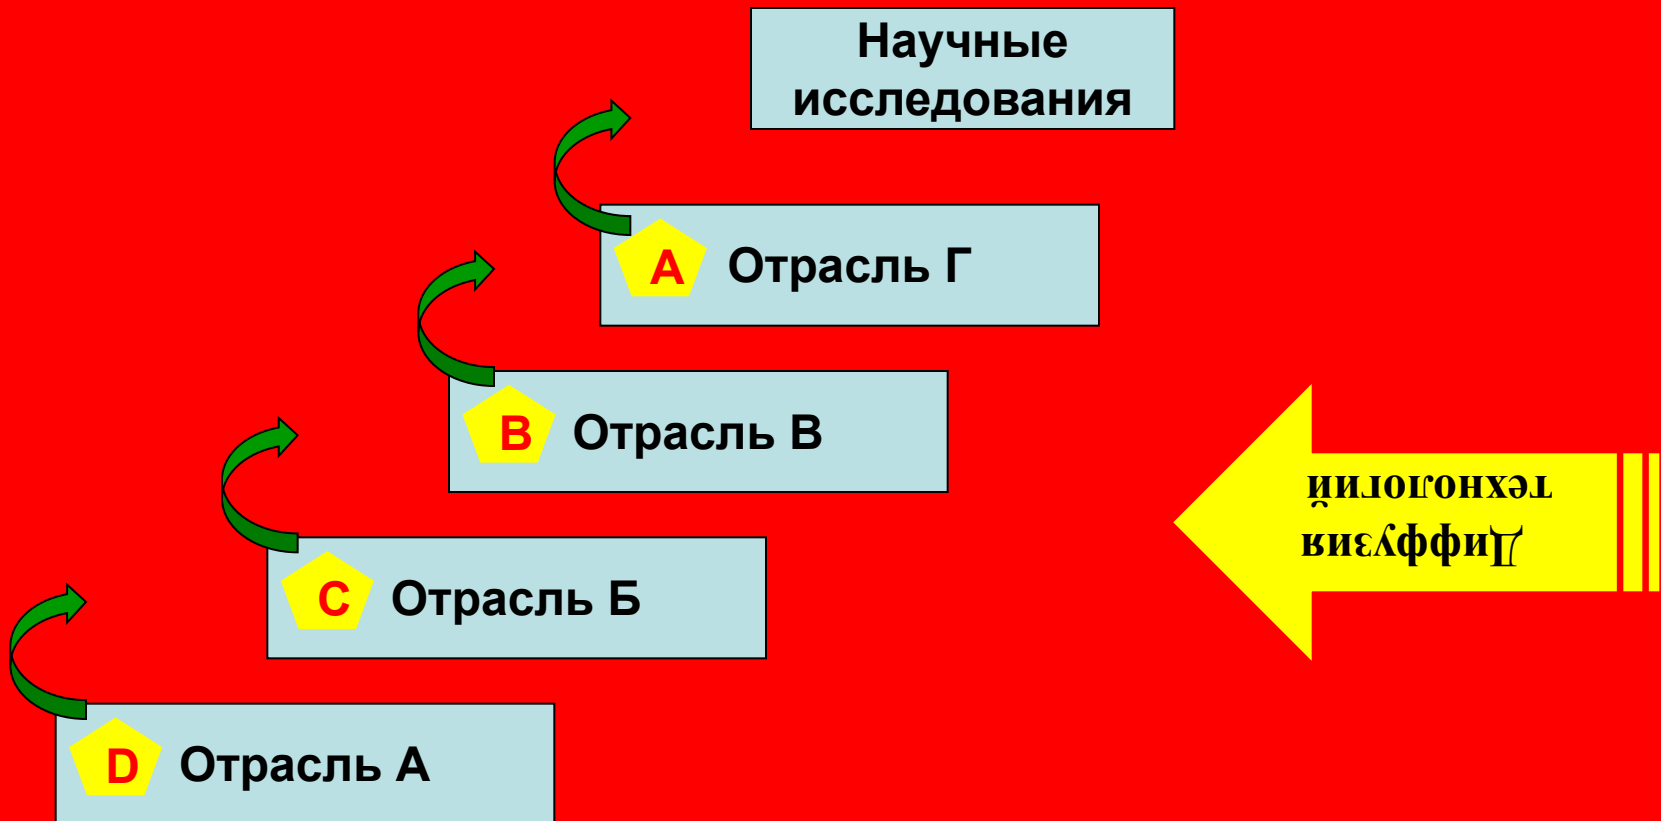 Научные
исследования
A Отрасль Г
B Отрасль В
C Отрасль Б
D Отрасль А
Диффузия
технологий